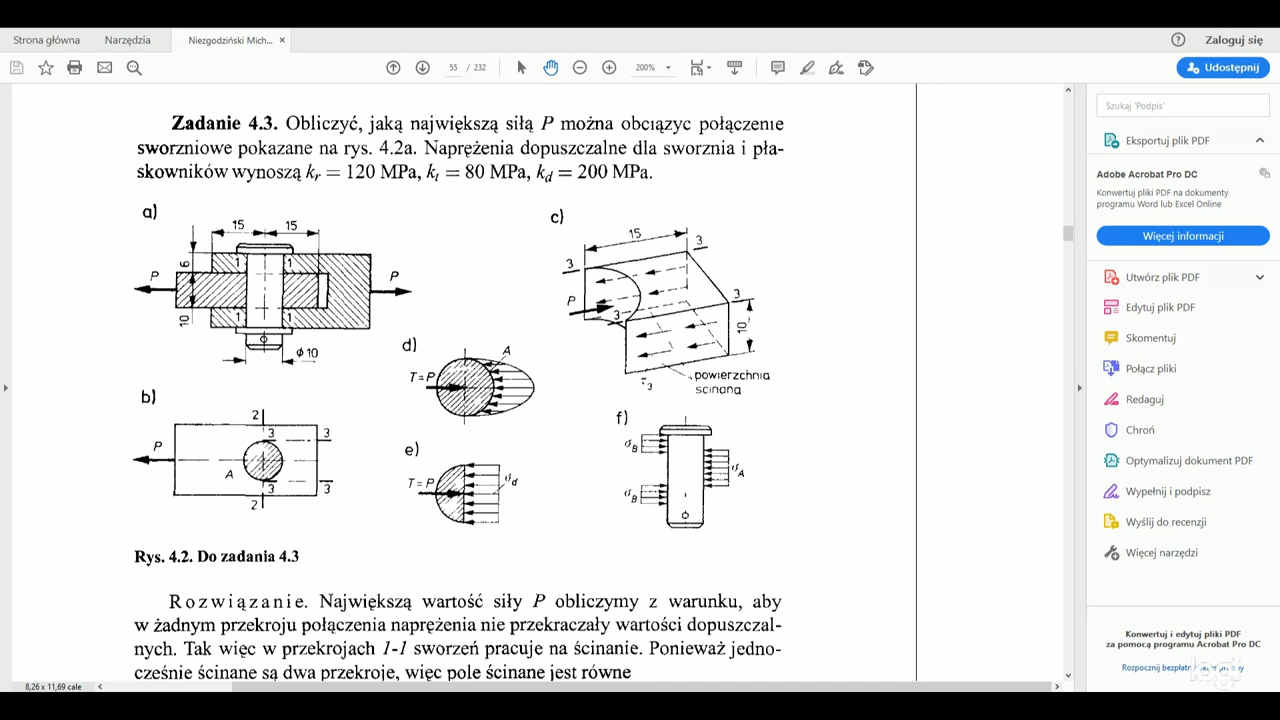 Strona główna
Narzędzia
Niezgodziński Mich...
×
Zaloguj się
55 / 232
200%
Udostępnij
Zadanie 4.3. Obliczyć, jaką największą siłą P można obciązyc połączenie
sworzniowe pokazane na rys. 4.2a. Naprężenia dopuszczalne dla sworznia i pła-
skowników wynoszą kr = 120 MPa, kt = 80 MPa, kd = 200 MPa.
a)
15 15
6
1 1
P P
10
1 1
ϕ10
b)
2
3 3
P
A
3 3
2
c)
15
3
3
P
3
3
10
τ3
powierzchnia
ścinana
d)
A
T=P
e)
T=P
σd
f)
σB
σA
σB
Rys. 4.2. Do zadania 4.3
Rozwiązanie. Największą wartość siły P obliczymy z warunku, aby
w żadnym przekroju połączenia naprężenia nie przekraczały wartości dopuszczal-
nych. Tak więc w przekrojach 1-1 sworzeń pracuje na ścinanie. Ponieważ jedno-
cześnie ścinane są dwa przekroje, więc pole ścinane jest równe
8,26 x 11,69 cale
Szukaj 'Podpis'
Eksportuj plik PDF
Adobe Acrobat Pro DC
Konwertuj pliki PDF na dokumenty
programu Word lub Excel Online
Więcej informacji
Utwórz plik PDF
Edytuj plik PDF
Skomentuj
Połącz pliki
Redaguj
Chroń
Optymalizuj dokument PDF
Wypełnij i podpisz
Wyślij do recenzji
Więcej narzędzi
Konwertuj i edytuj pliki PDF
za pomocą programu Acrobat Pro DC
Rozpocznij